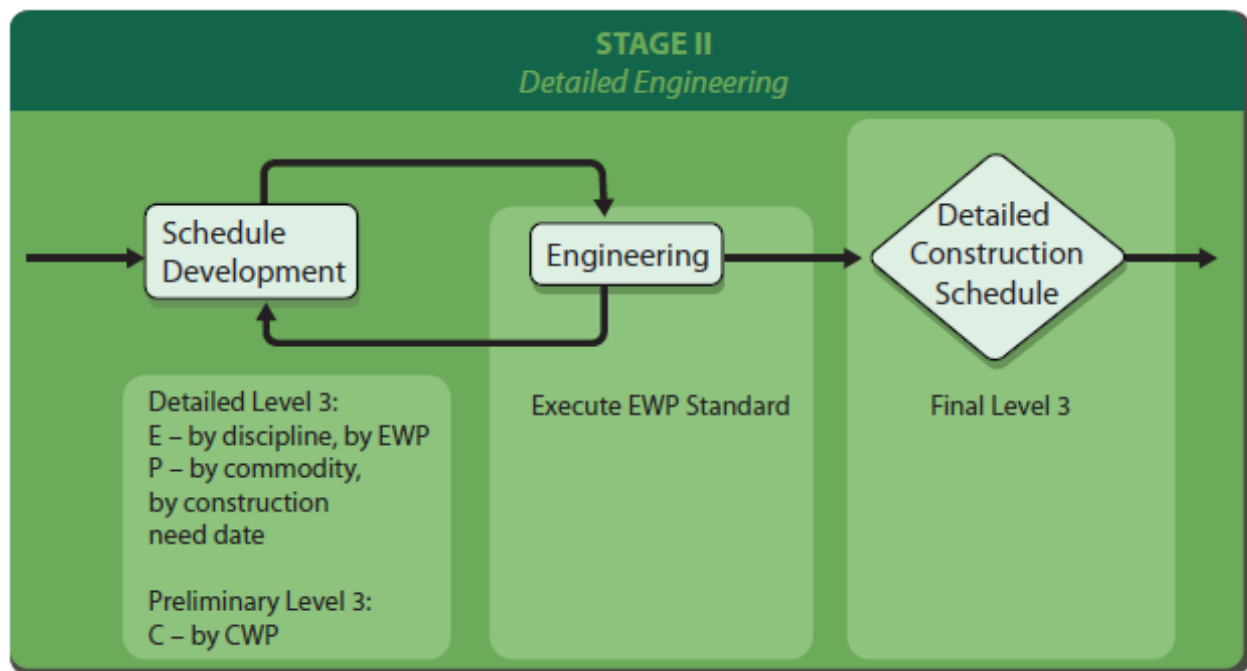 STAGE II
Detailed Engineering
Schedule
Development
Engineering
Detailed
Construction
Schedule
Detailed Level 3:
E – by discipline, by EWP
P – by commodity,
by construction
need date
Preliminary Level 3:
C – by CWP
Execute EWP Standard
Final Level 3